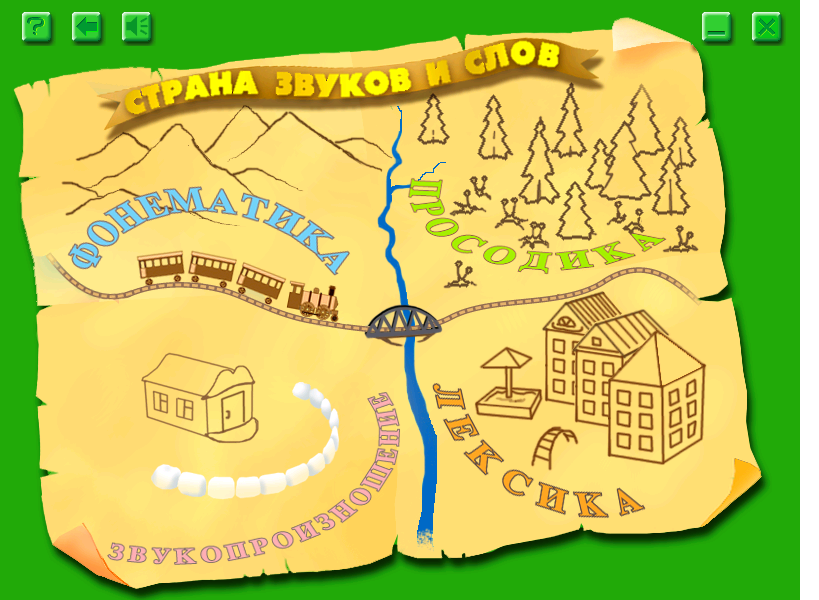 ?
СТРАНА ЗВУКОВ И СЛОВ
ФОНЕМАТИКА
ПРОСОДИКА
ЗВУКОПРОИЗНОШЕНИЕ
ЛЕКСИКА